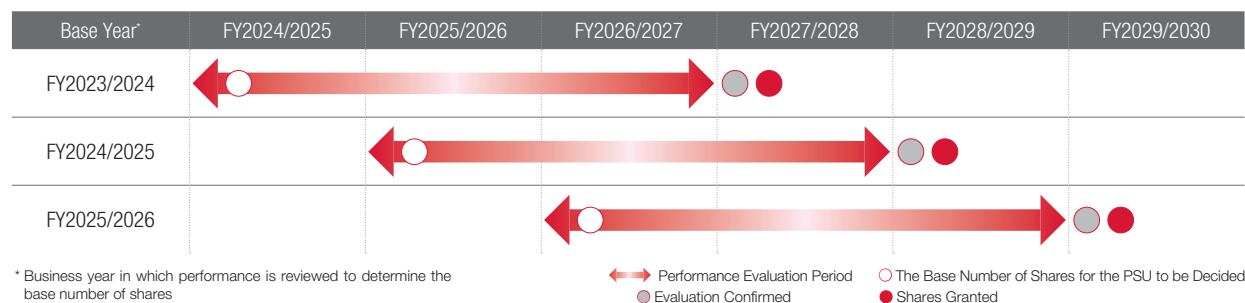 Base Year* FY2024/2025 FY2025/2026 FY2026/2027 FY2027/2028 FY2028/2029 FY2029/2030
FY2023/2024
FY2024/2025
FY2025/2026
* Business year in which performance is reviewed to determine the
base number of shares
Performance Evaluation Period The Base Number of Shares for the PSU to be Decided
Evaluation Confirmed Shares Granted